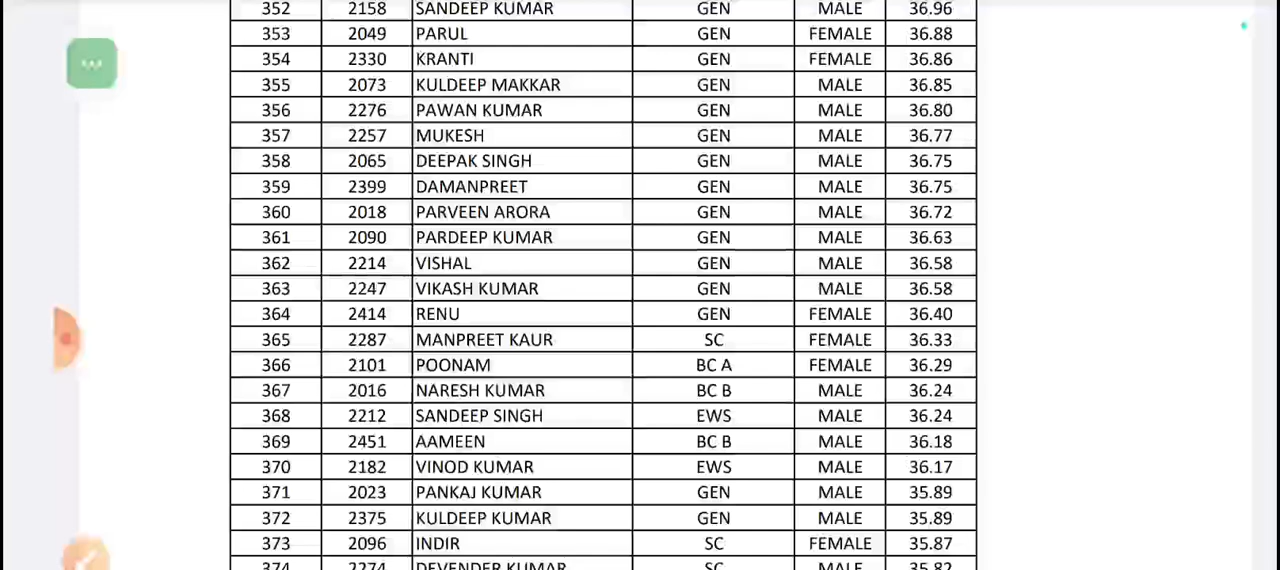 352 2158 SANDEEP KUMAR GEN MALE 36.96
353 2049 PARUL GEN FEMALE 36.88
354 2330 KRANTI GEN FEMALE 36.86
355 2073 KULDEEP MAKKAR GEN MALE 36.85
356 2276 PAWAN KUMAR GEN MALE 36.80
357 2257 MUKESH GEN MALE 36.77
358 2065 DEEPAK SINGH GEN MALE 36.75
359 2399 DAMANPREET GEN MALE 36.75
360 2018 PARVEEN ARORA GEN MALE 36.72
361 2090 PARDEEP KUMAR GEN MALE 36.63
362 2214 VISHAL GEN MALE 36.58
363 2247 VIKASH KUMAR GEN MALE 36.58
364 2414 RENU GEN FEMALE 36.40
365 2287 MANPREET KAUR SC FEMALE 36.33
366 2101 POONAM BC A FEMALE 36.29
367 2016 NARESH KUMAR BC B MALE 36.24
368 2212 SANDEEP SINGH EWS MALE 36.24
369 2451 AAMEEN BC B MALE 36.18
370 2182 VINOD KUMAR EWS MALE 36.17
371 2023 PANKAJ KUMAR GEN MALE 35.89
372 2375 KULDEEP KUMAR GEN MALE 35.89
373 2096 INDIR SC FEMALE 35.87
374 2274 DEVENDER KUMAR SC MALE 35.82